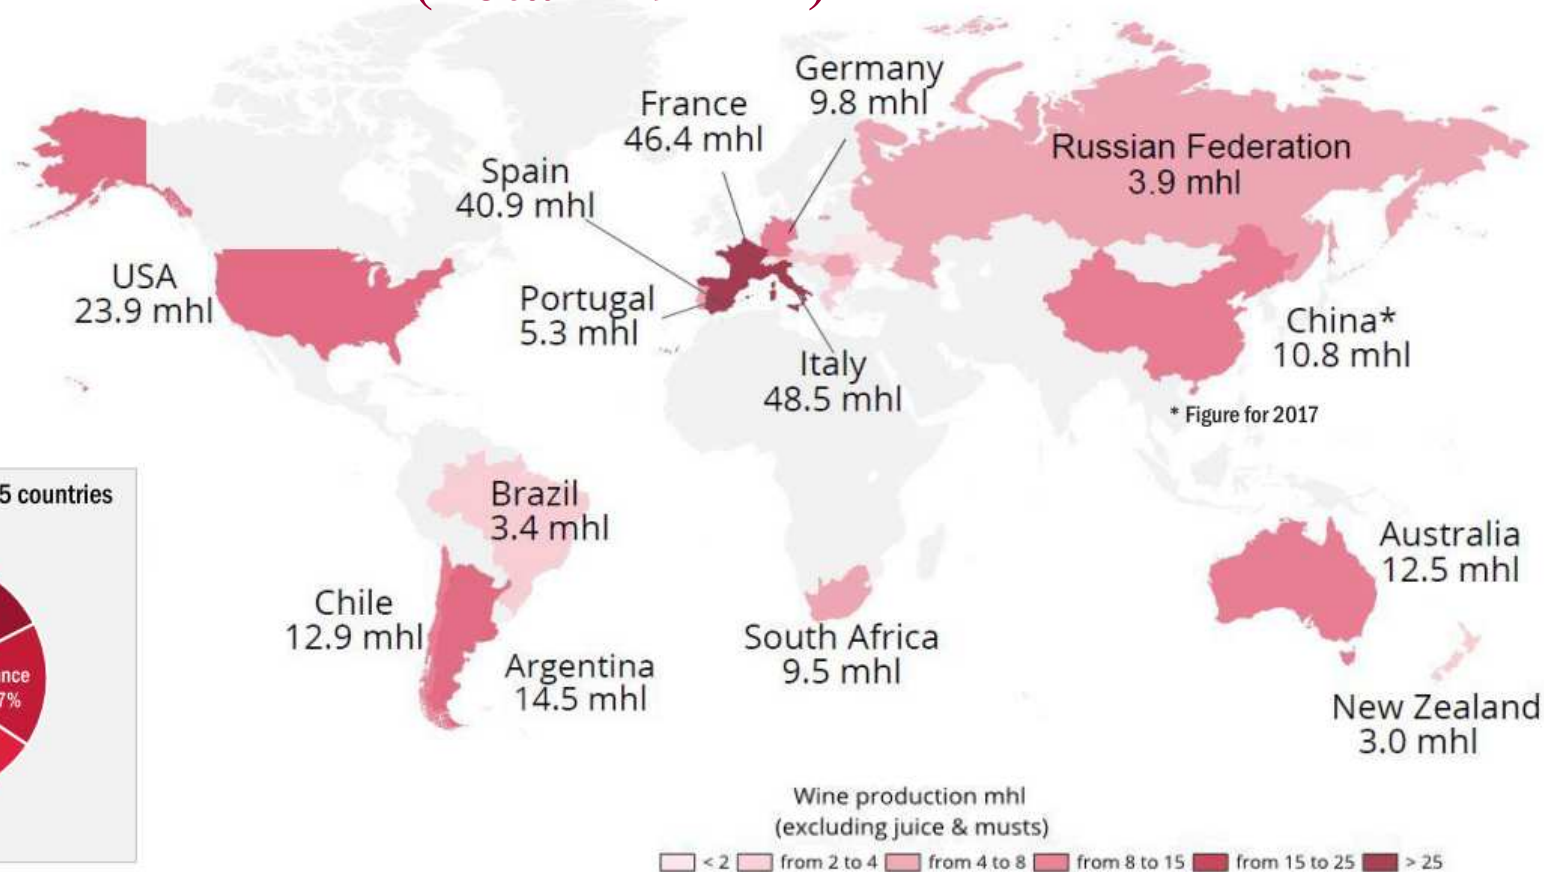 Germany
9.8 mhl
France
46.4 mhl
Spain
40.9 mhl
Russian Federation
3.9 mhl
USA
23.9 mhl
Portugal
5.3 mhl
Italy
48.5 mhl
China*
10.8 mhl
* Figure for 2017
5 countries
Brazil
3.4 mhl
Australia
12.5 mhl
Chile
12.9 mhl
South Africa
9.5 mhl
Argentina
14.5 mhl
nce
7%
New Zealand
3.0 mhl
Wine production mhl
(excluding juice & musts)
< 2 from 2 to 4 from 4 to 8 from 8 to 15 from 15 to 25 > 25